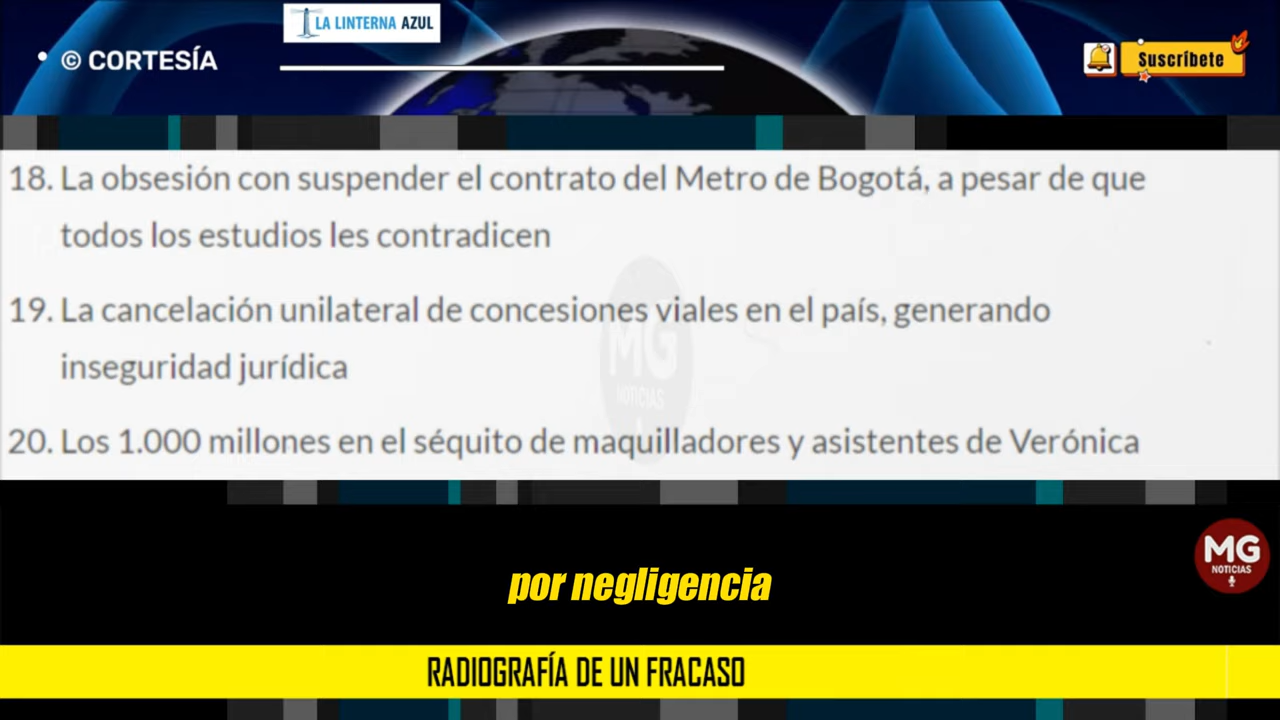 LA LINTERNA AZUL
© CORTESÍA
Suscríbete
18. La obsesión con suspender el contrato del Metro de Bogotá, a pesar de que
todos los estudios les contradicen
19. La cancelación unilateral de concesiones viales en el país, generando
inseguridad jurídica
20. Los 1.000 millones en el séquito de maquilladores y asistentes de Verónica
MG
NOTICIAS
por negligencia
MG
NOTICIAS
RADIOGRAFÍA DE UN FRACASO